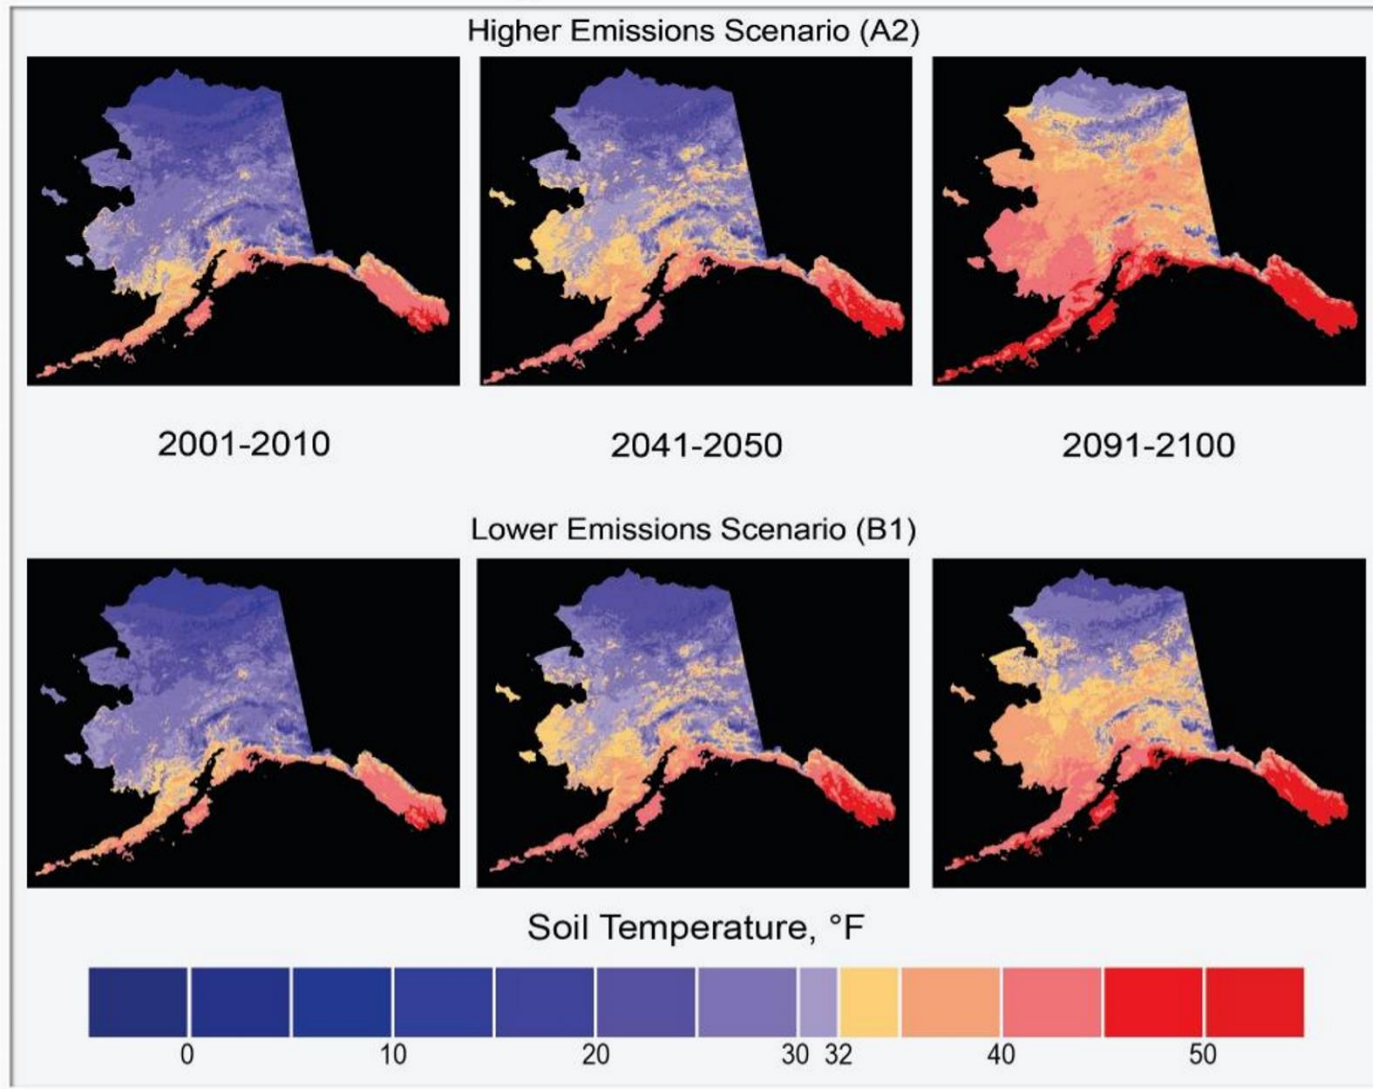 Higher Emissions Scenario (A2)
2001-2010 2041-2050 2091-2100
Lower Emissions Scenario (B1)
Soil Temperature, °F
0 10 20 30 32 40 50